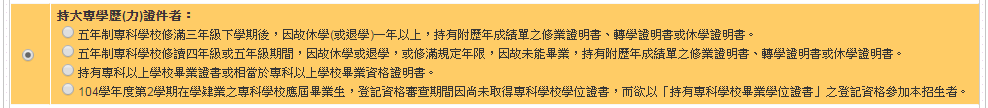 持大專學歷(力)證件者：
五年制專科學校修滿三年級下學期後，因故休學(或退學)一年以上，持有附歷年成績單之修業證明書、轉學證明書或休學證明書。
五年制專科學校修讀四年級或五年級期間，因故休學或退學，或修滿規定年限，因故未能畢業，持有附歷年成績單之修業證明書、轉學證明書或休學證明書。
持有專科以上學校畢業證書或相當於專科以上學校畢業資格證明書。
104學年度第2學期在學肄業之專科學校應屆畢業生，登記資格審查期間因尚未取得專科學校學位證書，而欲以「持有專科學校畢業學位證書」之登記資格參加本招生者。